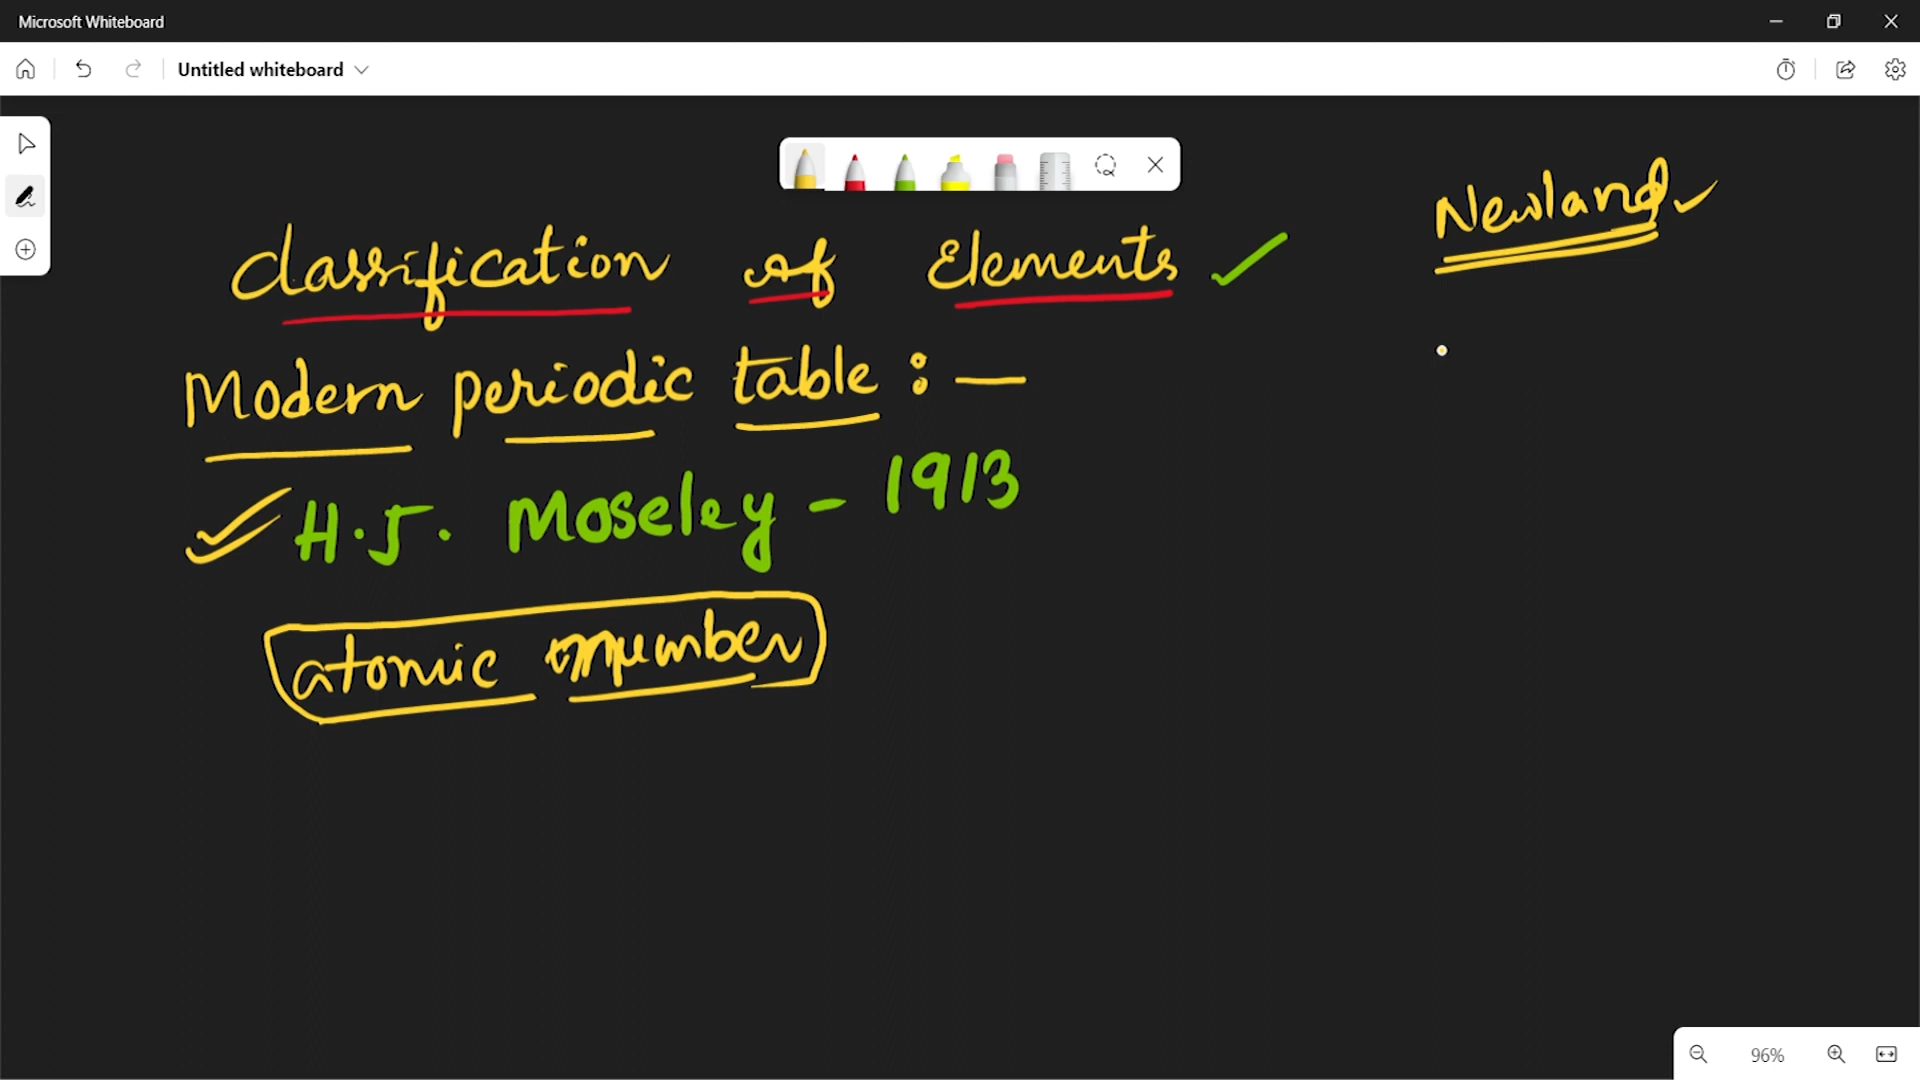 Microsoft Whiteboard
Untitled whiteboard
Newland
Classification of Elements
Modern periodic table : —
H.J. Moseley - 1913
atomic number
96%